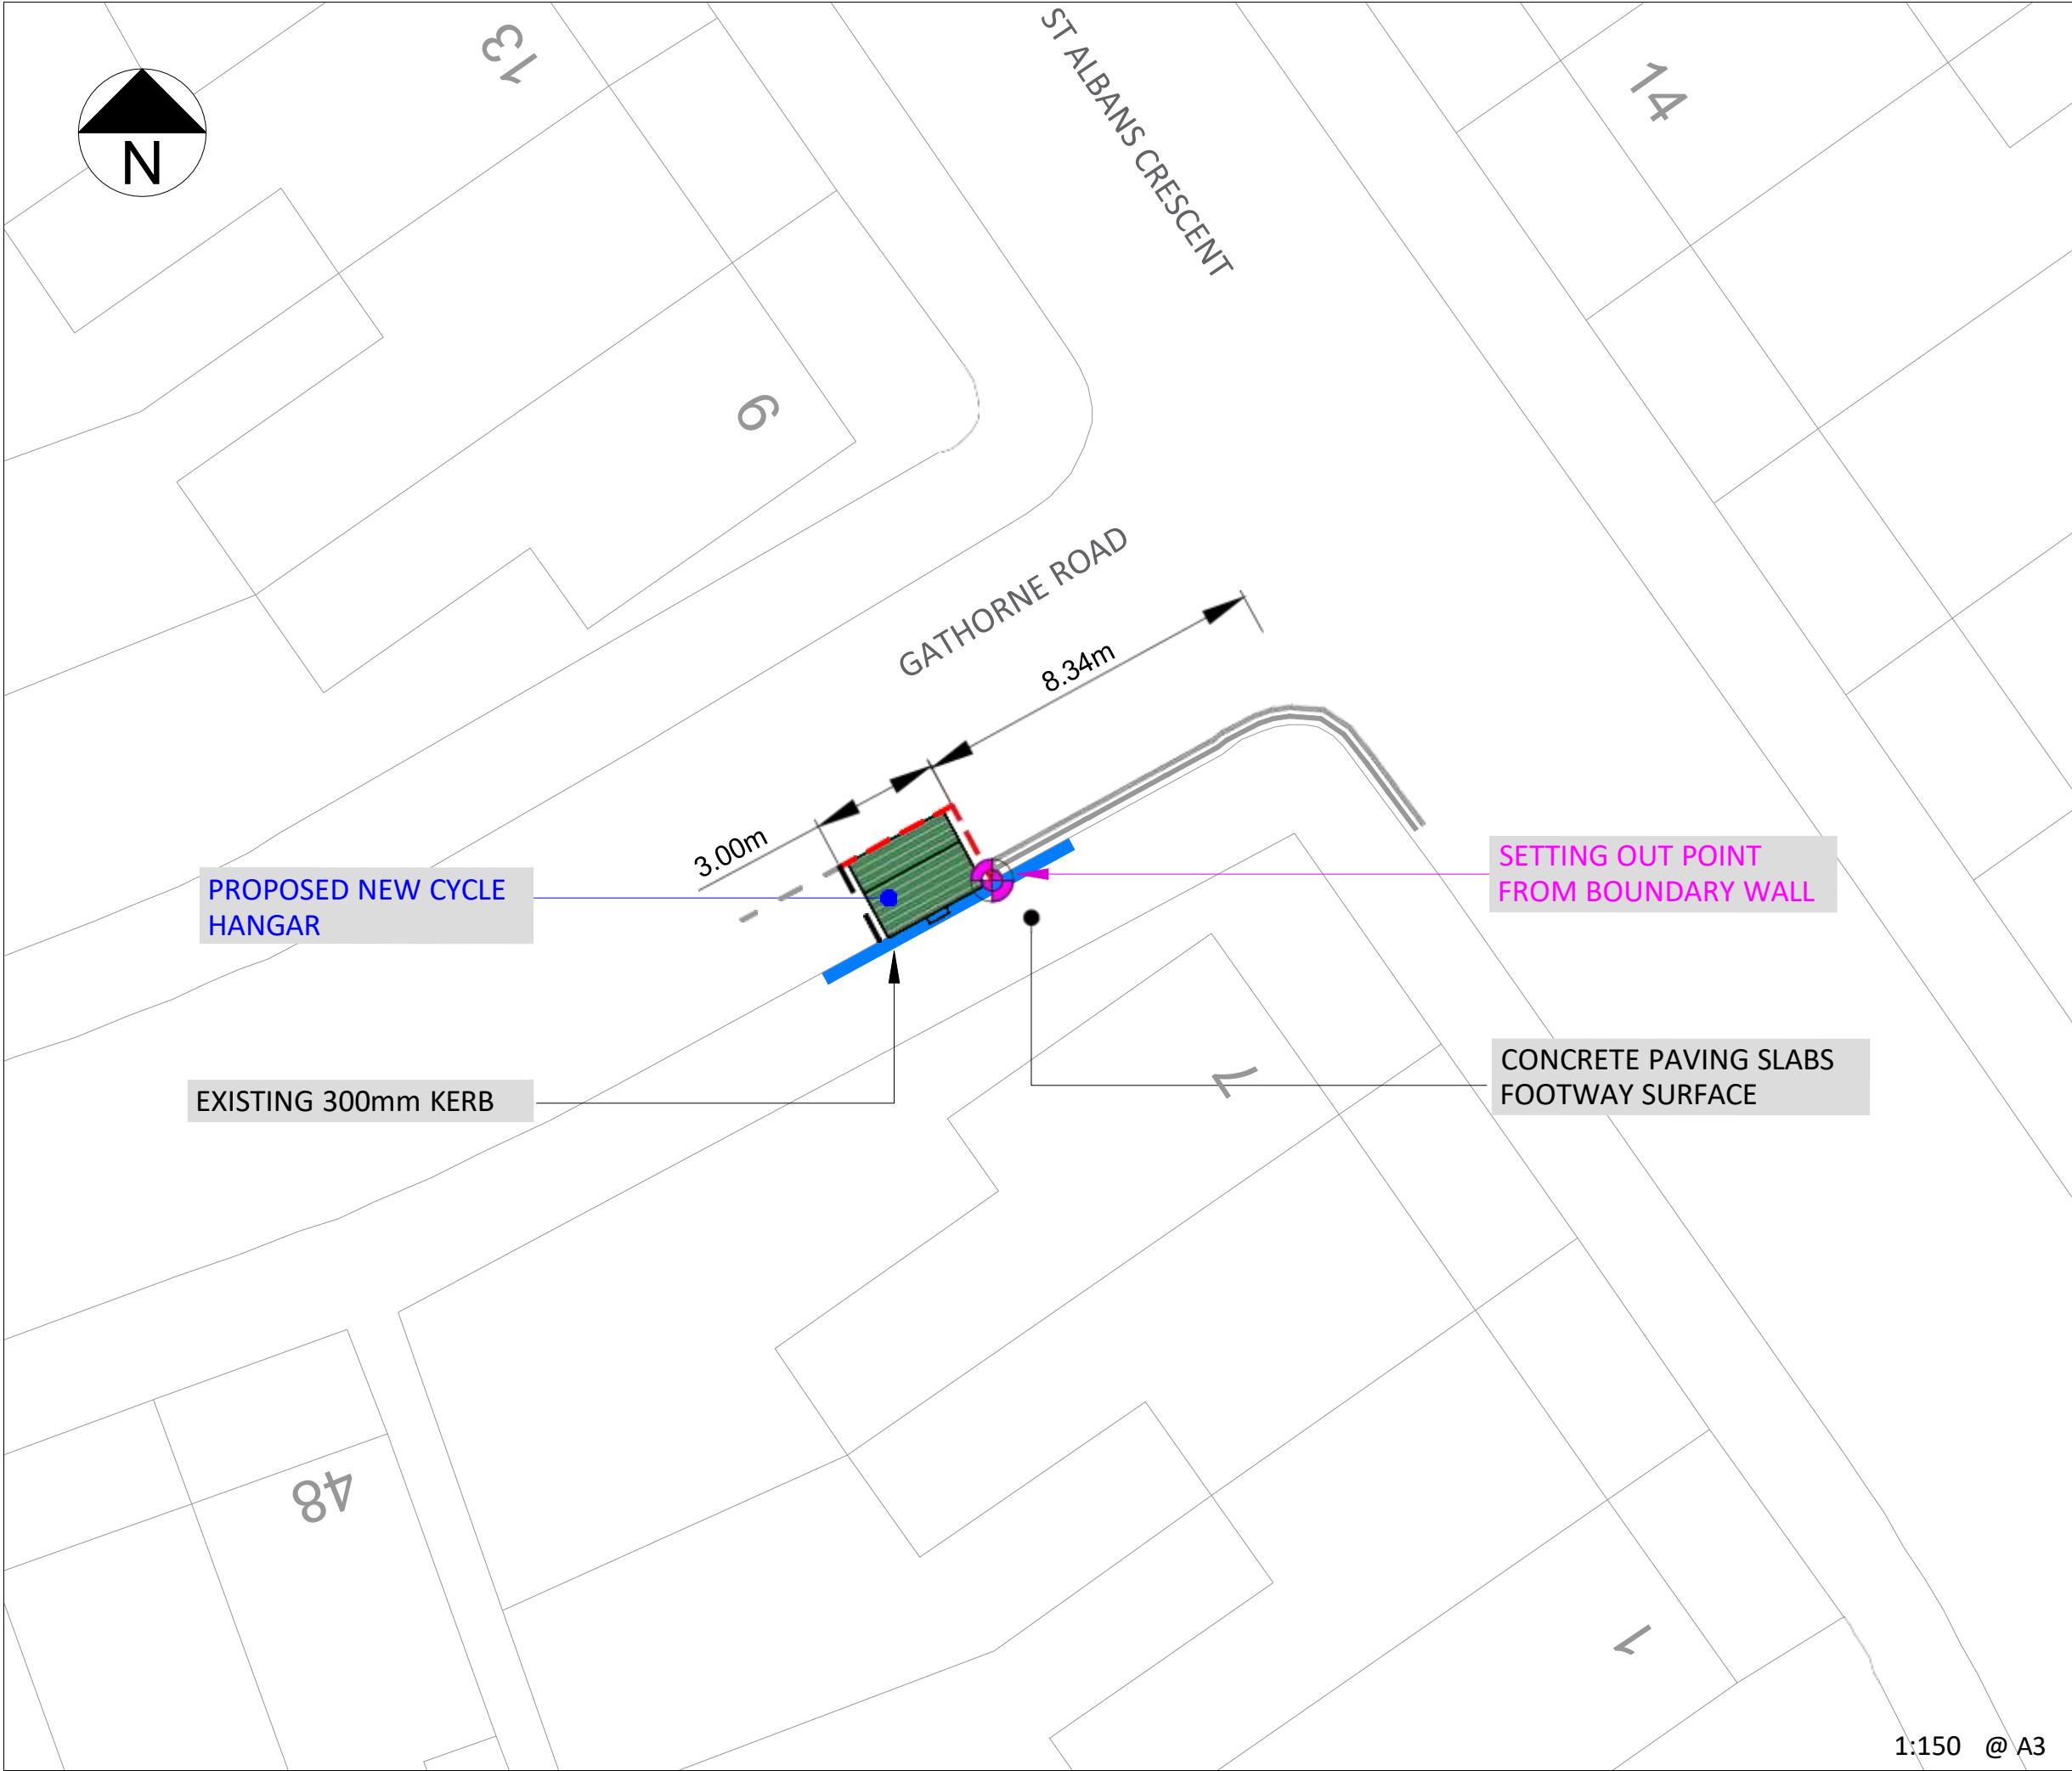 13
ST ALBANS CRESCENT
14
N
9
GATHORNE ROAD
8.34m
3.00m
PROPOSED NEW CYCLE
HANGAR
SETTING OUT POINT
FROM BOUNDARY WALL
EXISTING 300mm KERB
CONCRETE PAVING SLABS
FOOTWAY SURFACE
7
48
1
1:150 @ A3